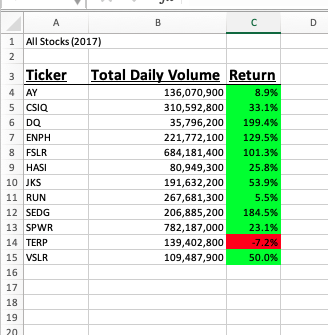 A B C D
1 All Stocks (2017)
2
3 Ticker Total Daily Volume Return
4 AY 136,070,900 8.9%
5 CSIQ 310,592,800 33.1%
6 DQ 35,796,200 199.4%
7 ENPH 221,772,100 129.5%
8 FSLR 684,181,400 101.3%
9 HASI 80,949,300 25.8%
10 JKS 191,632,200 53.9%
11 RUN 267,681,300 5.5%
12 SEDG 206,885,200 184.5%
13 SPWR 782,187,000 23.1%
14 TERP 139,402,800 -7.2%
15 VSLR 109,487,900 50.0%
16
17
18
19
20